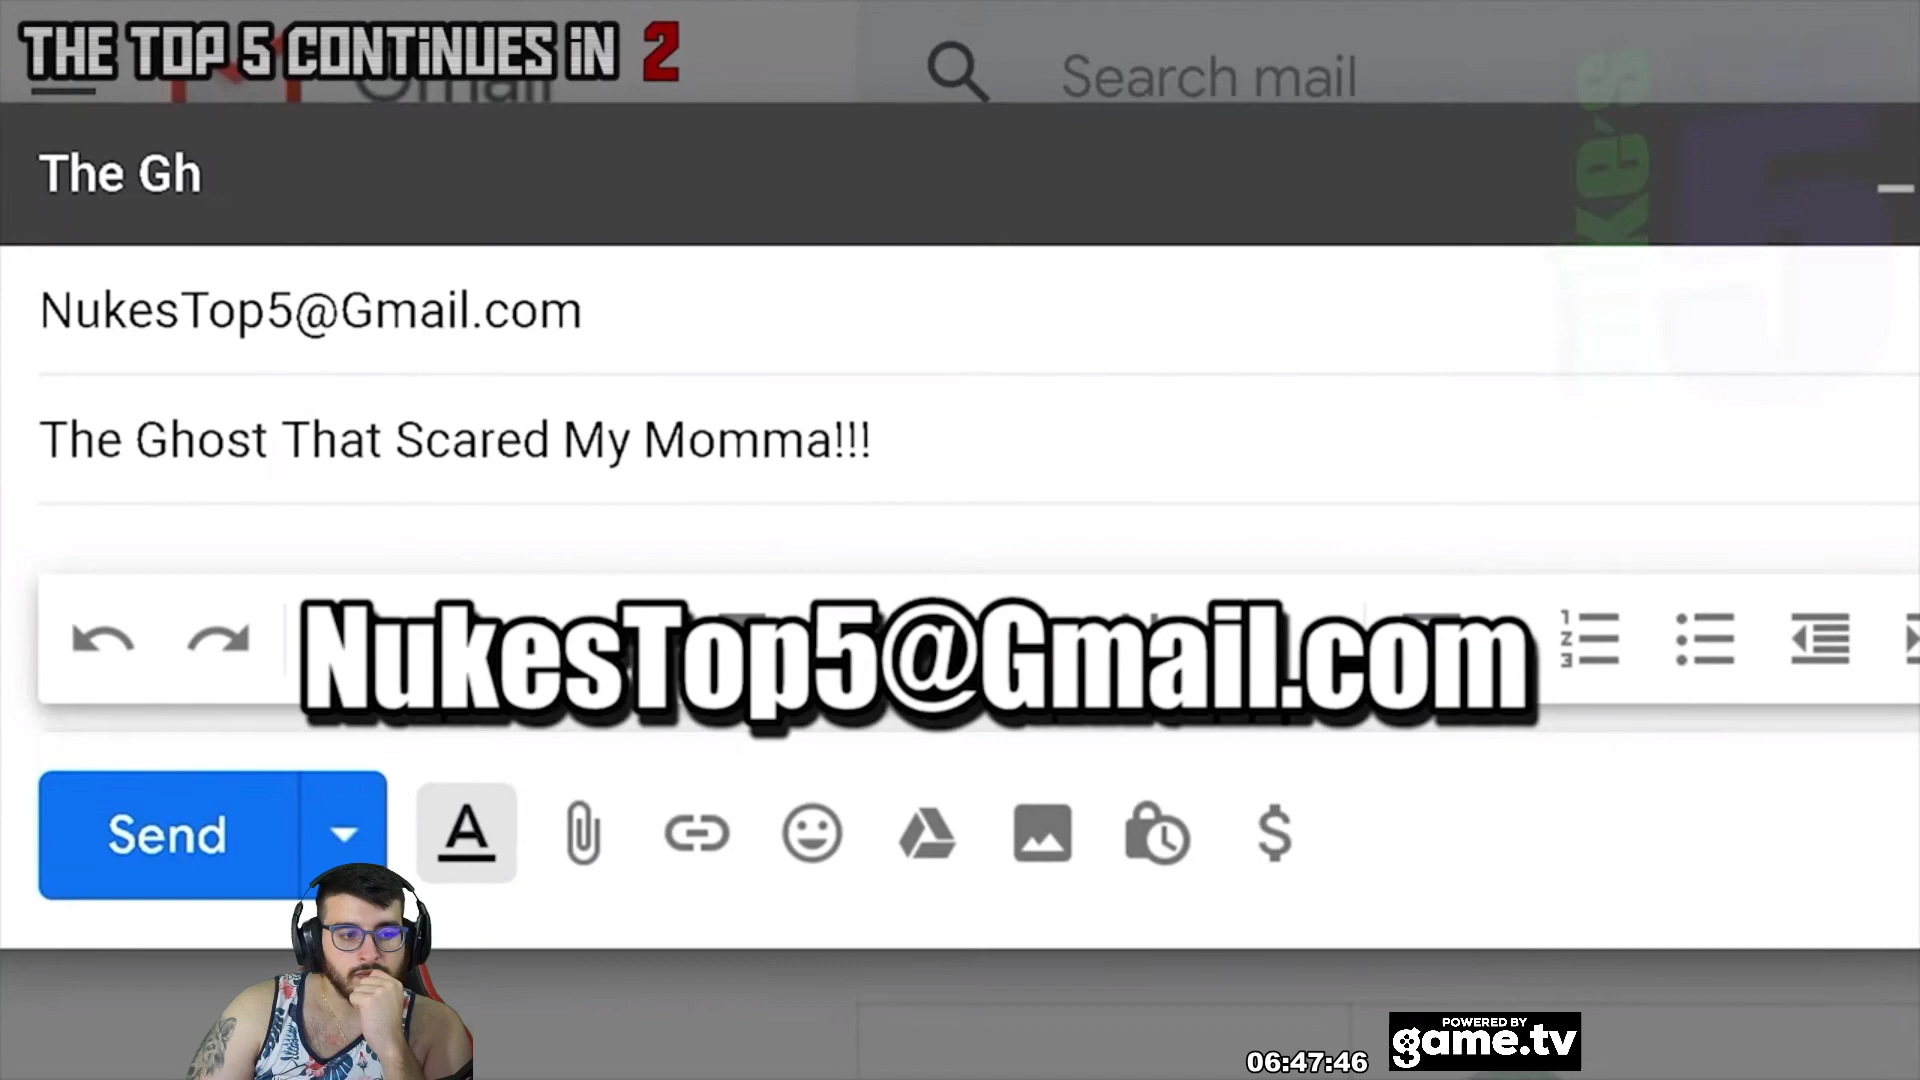 THE TOP 5 CONTiNUES iN 2
Gmail
Search mail
The Gh
NukesTop5@Gmail.com
The Ghost That Scared My Momma!!!
NukesTop5@Gmail.com
Send
POWERED BY
game.tv
06:47:46